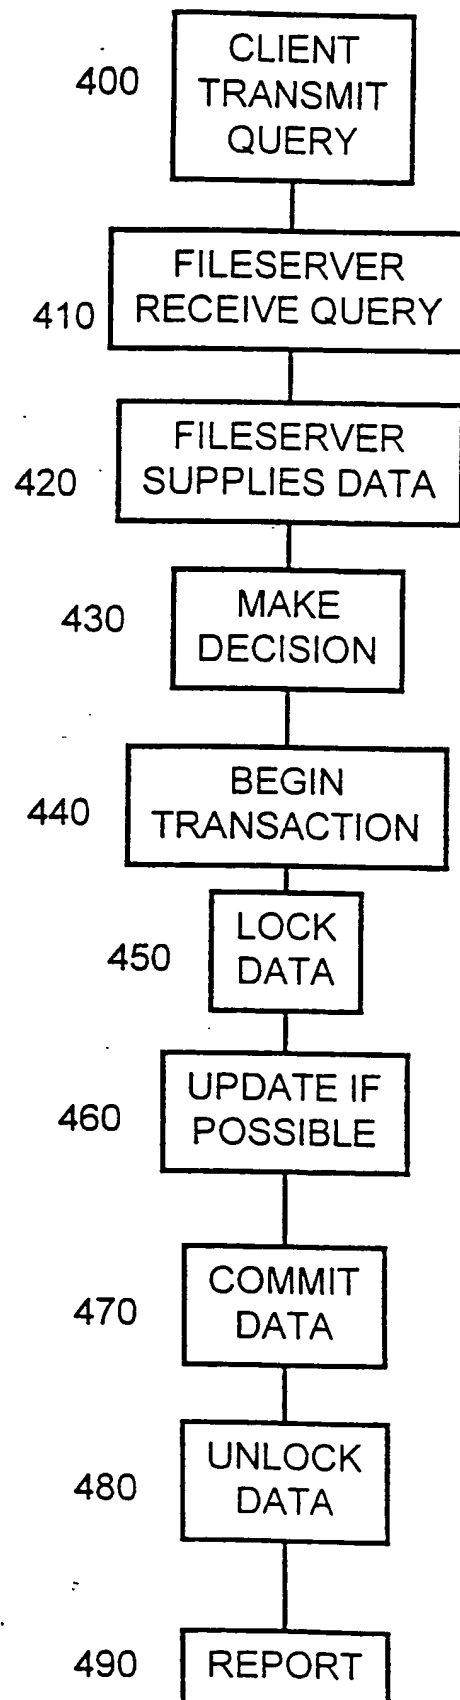 400
CLIENT
TRANSMIT
QUERY
410
FILESERVER
RECEIVE QUERY
420
FILESERVER
SUPPLIES DATA
430
MAKE
DECISION
440
BEGIN
TRANSACTION
450
LOCK
DATA
460
UPDATE IF
POSSIBLE
470
COMMIT
DATA
480
UNLOCK
DATA
490
REPORT